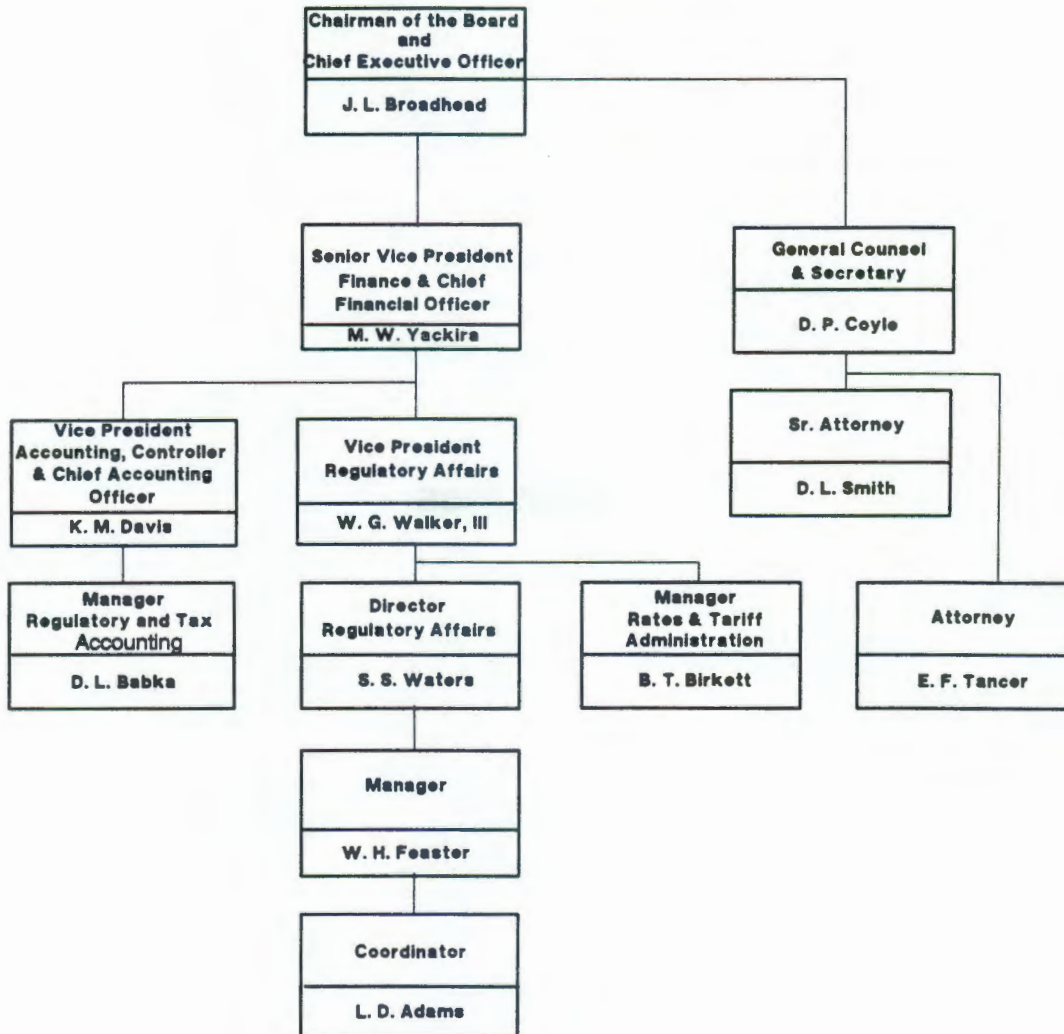 Chairman of the Board
and
Chief Executive Officer
J. L. Broadhead
Senior Vice President
Finance & Chief
Financial Officer
M. W. Yackira
General Counsel
& Secretary
D. P. Coyle
Vice President
Accounting, Controller
& Chief Accounting
Officer
K. M. Davis
Vice President
Regulatory Affairs
W. G. Walker, III
Sr. Attorney
D. L. Smith
Manager
Regulatory and Tax
Accounting
D. L. Babka
Director
Regulatory Affairs
S. S. Waters
Manager
Rates & Tariff
Administration
B. T. Birkett
Attorney
E. F. Tancer
Manager
W. H. Feaster
Coordinator
L. D. Adams